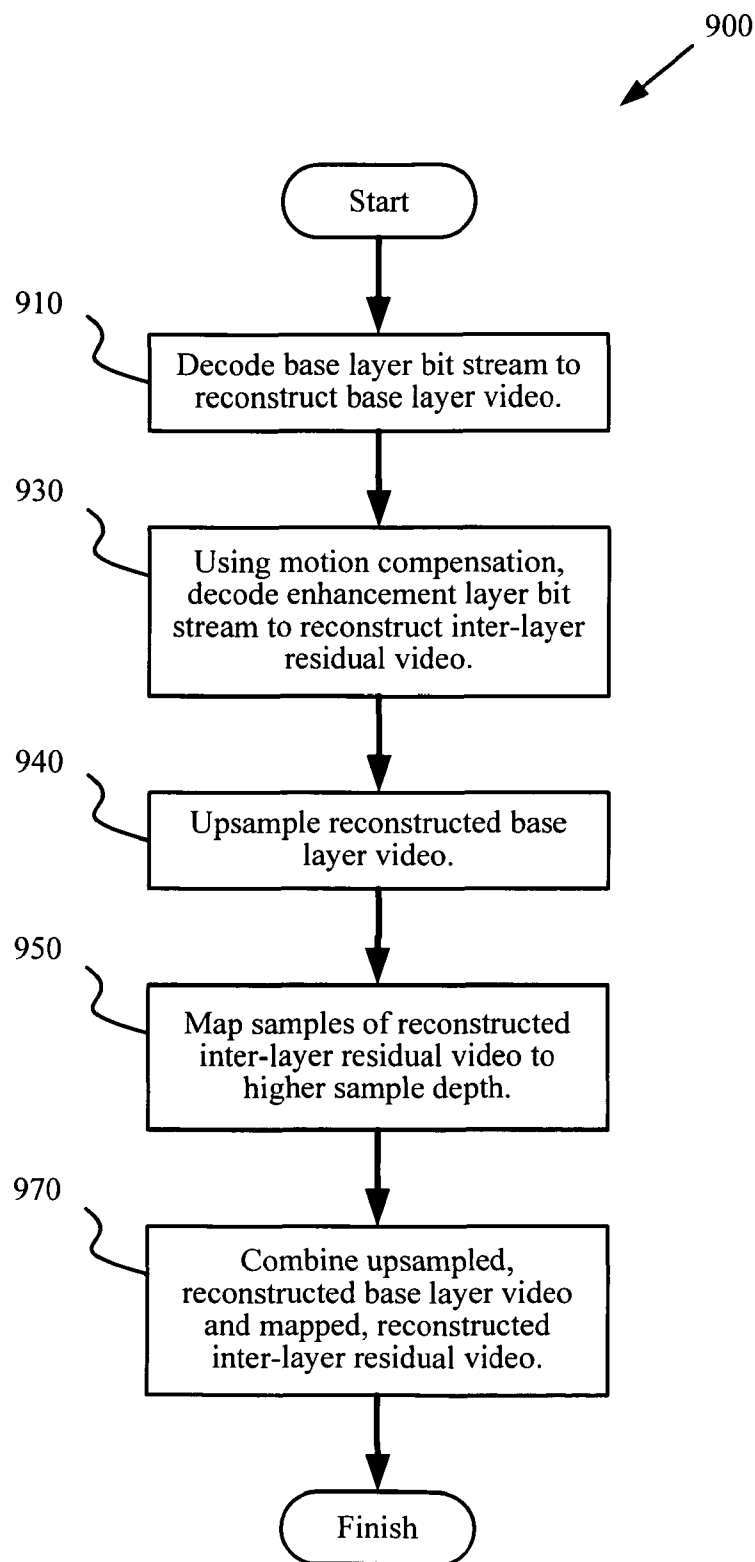 900
Start
910
Decode base layer bit stream to
reconstruct base layer video.
930
Using motion compensation,
decode enhancement layer bit
stream to reconstruct inter-layer
residual video.
940
Upsample reconstructed base
layer video.
950
Map samples of reconstructed
inter-layer residual video to
higher sample depth.
970
Combine upsampled,
reconstructed base layer video
and mapped, reconstructed
inter-layer residual video.
Finish